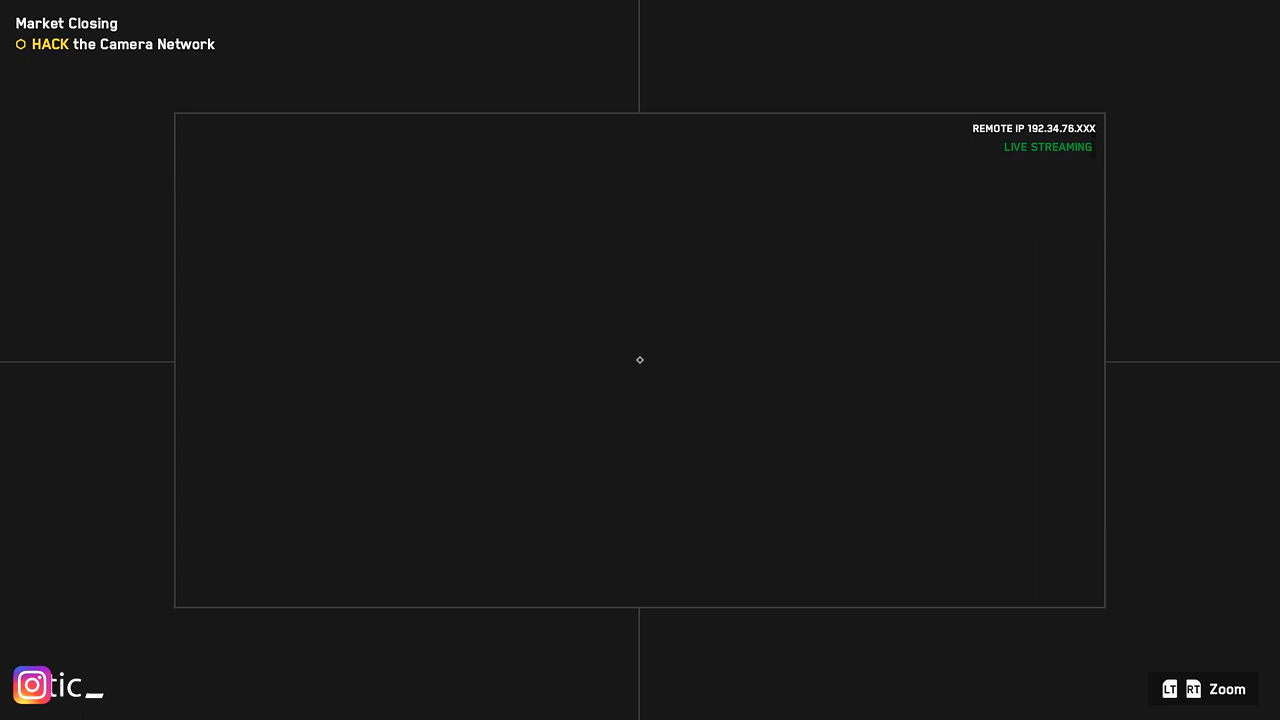 Market Closing
HACK the Camera Network
REMOTE IP 192.34.76.XXX
LIVE STREAMING
tic_
LT RT Zoom